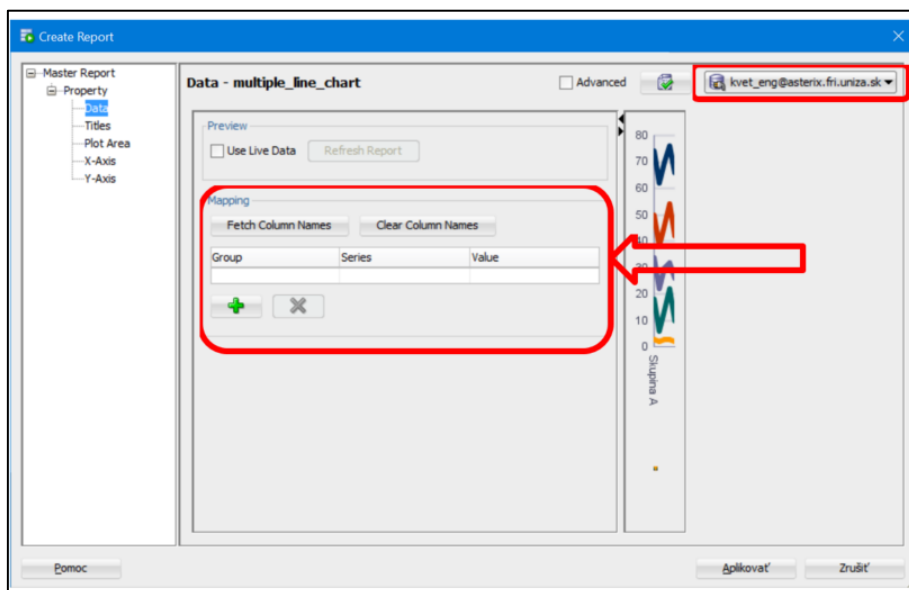 Create Report
Master Report
Property
Data
Titles
Plot Area
X-Axis
Y-Axis
Data - multiple_line_chart
Advanced
kvet_eng@asterix.fri.uniza.sk
Preview
Use Live Data
Refresh Report
Mapping
Fetch Column Names
Clear Column Names
Group Series Value
80
70
60
50
40
30
20
10
0
Skupina A
Pomoc
Aplikovať
Zrušiť